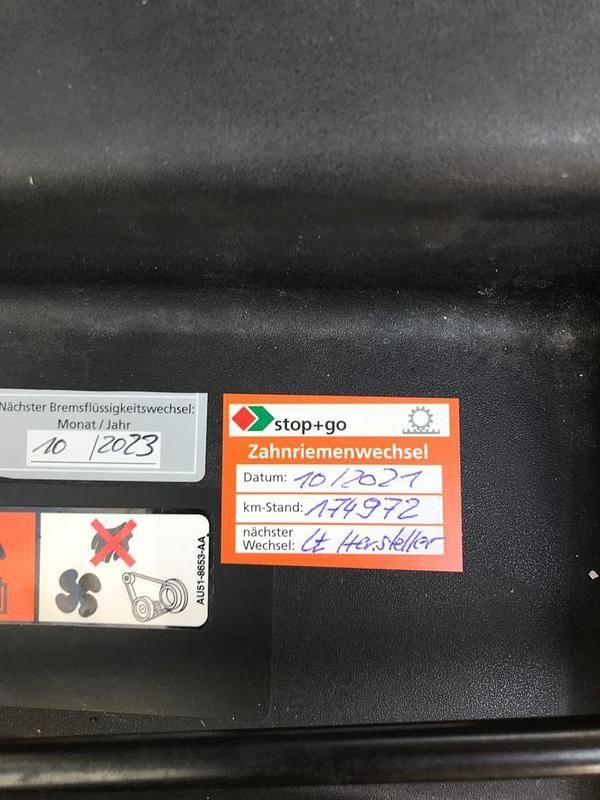 Nächster Bremsflüssigkeitswechsel:
Monat / Jahr
10 / 2023
stop+go
Zahnriemenwechsel
Datum: 10/2021
km-Stand: 174972
nächster
Wechsel: Lt Hersteller
AU51-8653-AA